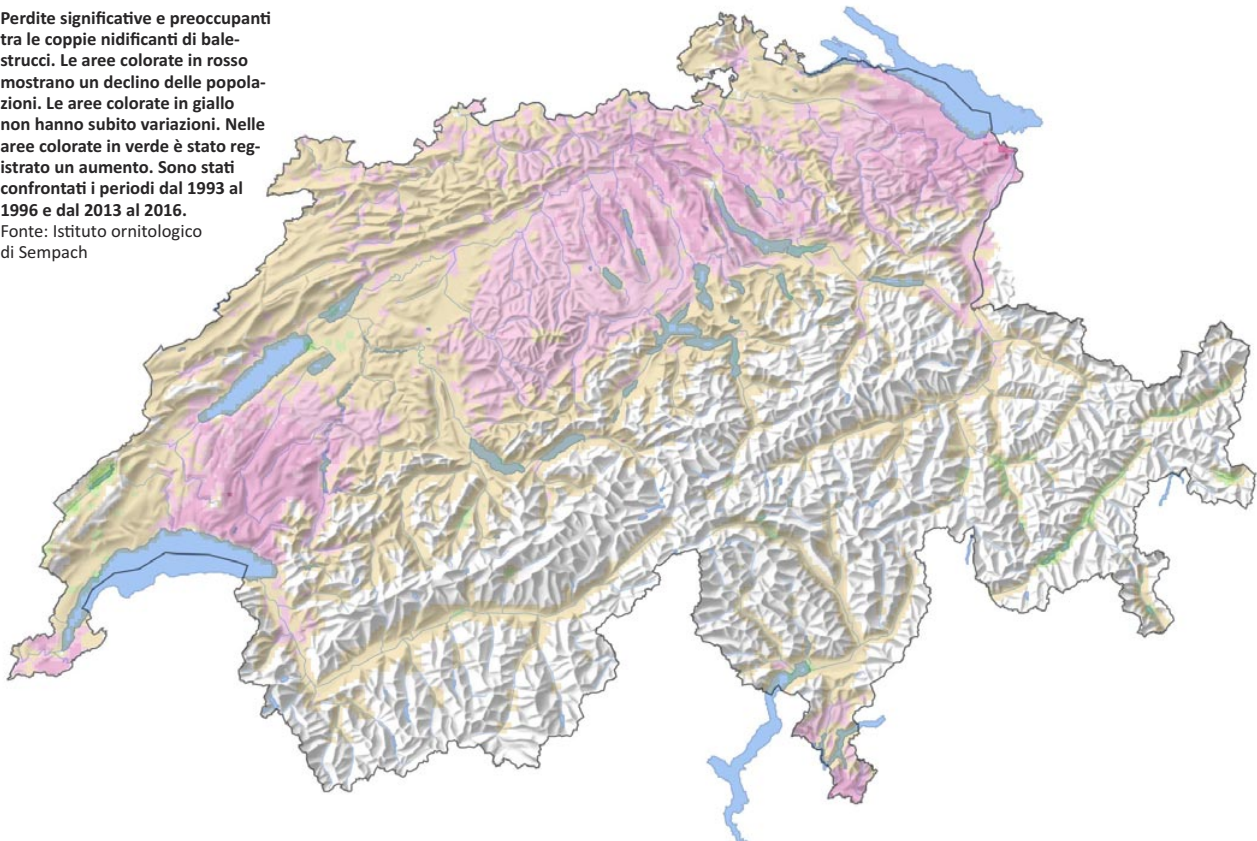 Perdite significative e preoccupanti
tra le coppie nidificanti di bale-
strucci. Le aree colorate in rosso
mostrano un declino delle popola-
zioni. Le aree colorate in giallo
non hanno subito variazioni. Nelle
aree colorate in verde è stato reg-
istrato un aumento. Sono stati
confrontati i periodi dal 1993 al
1996 e dal 2013 al 2016.
Fonte: Istituto ornitologico
di Sempach